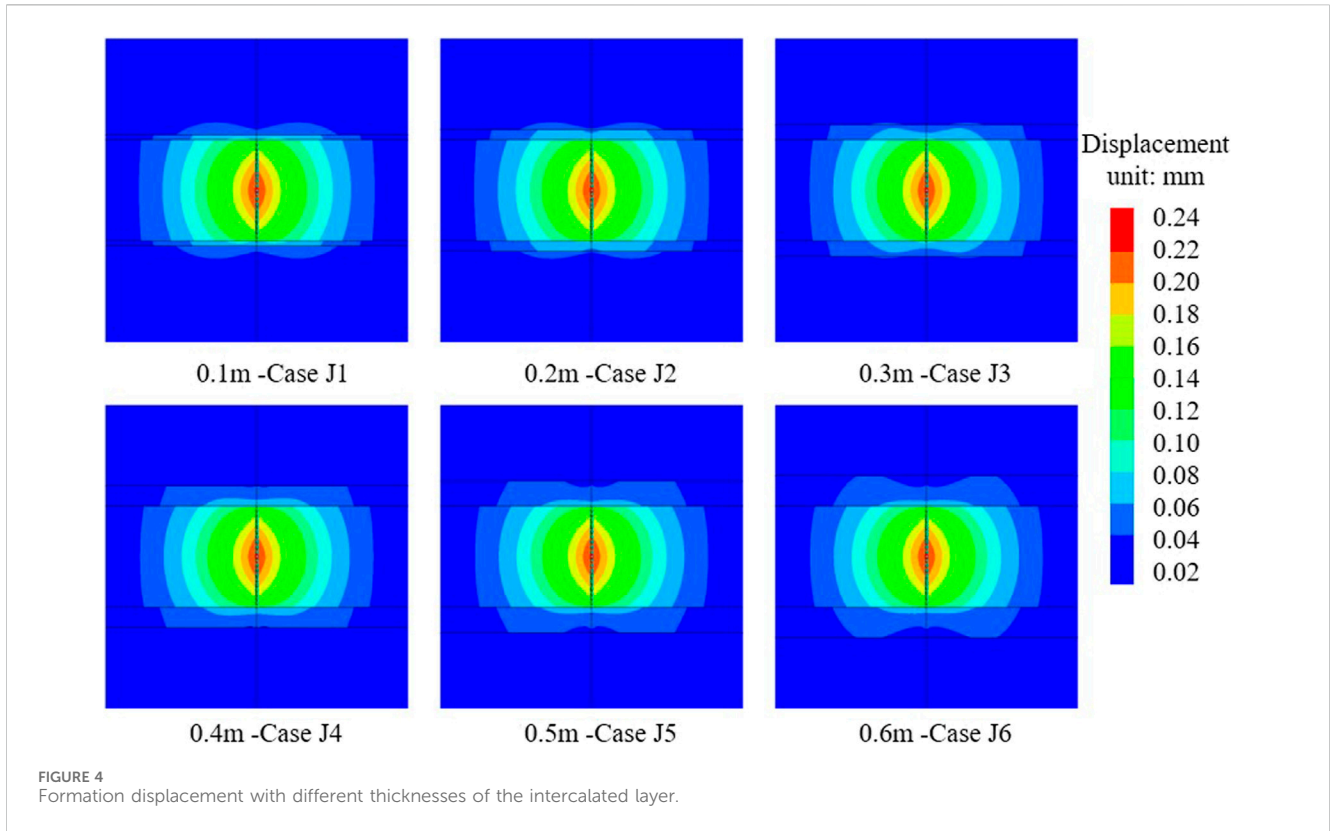 Displacement
unit: mm
0.24
0.22
0.20
0.18
0.16
0.14
0.12
0.10
0.08
0.06
0.04
0.02
0.1m -Case J1
0.2m -Case J2
0.3m -Case J3
0.4m -Case J4
0.5m -Case J5
0.6m -Case J6
FIGURE 4
Formation displacement with different thicknesses of the intercalated layer.